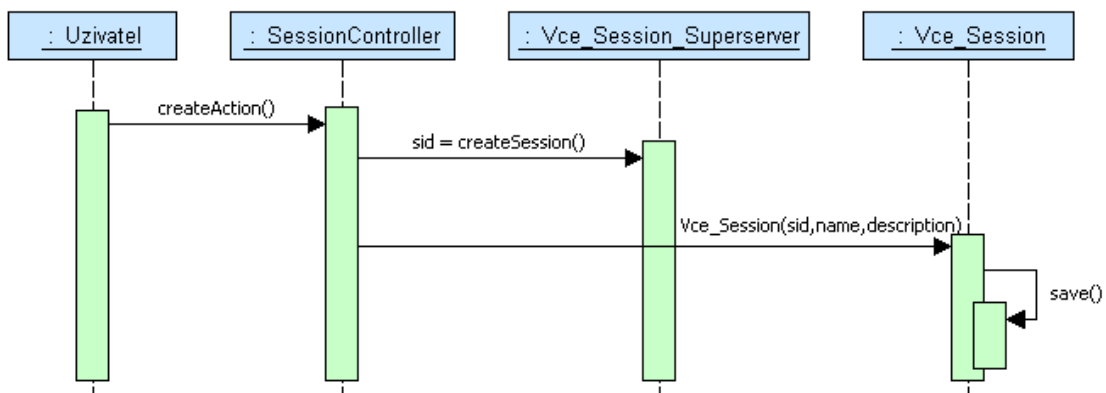 : Uzivatel
: SessionController
: Vce_Session_Superserver
: Vce_Session
createAction()
sid = createSession()
Vce_Session(sid,name,description)
save()